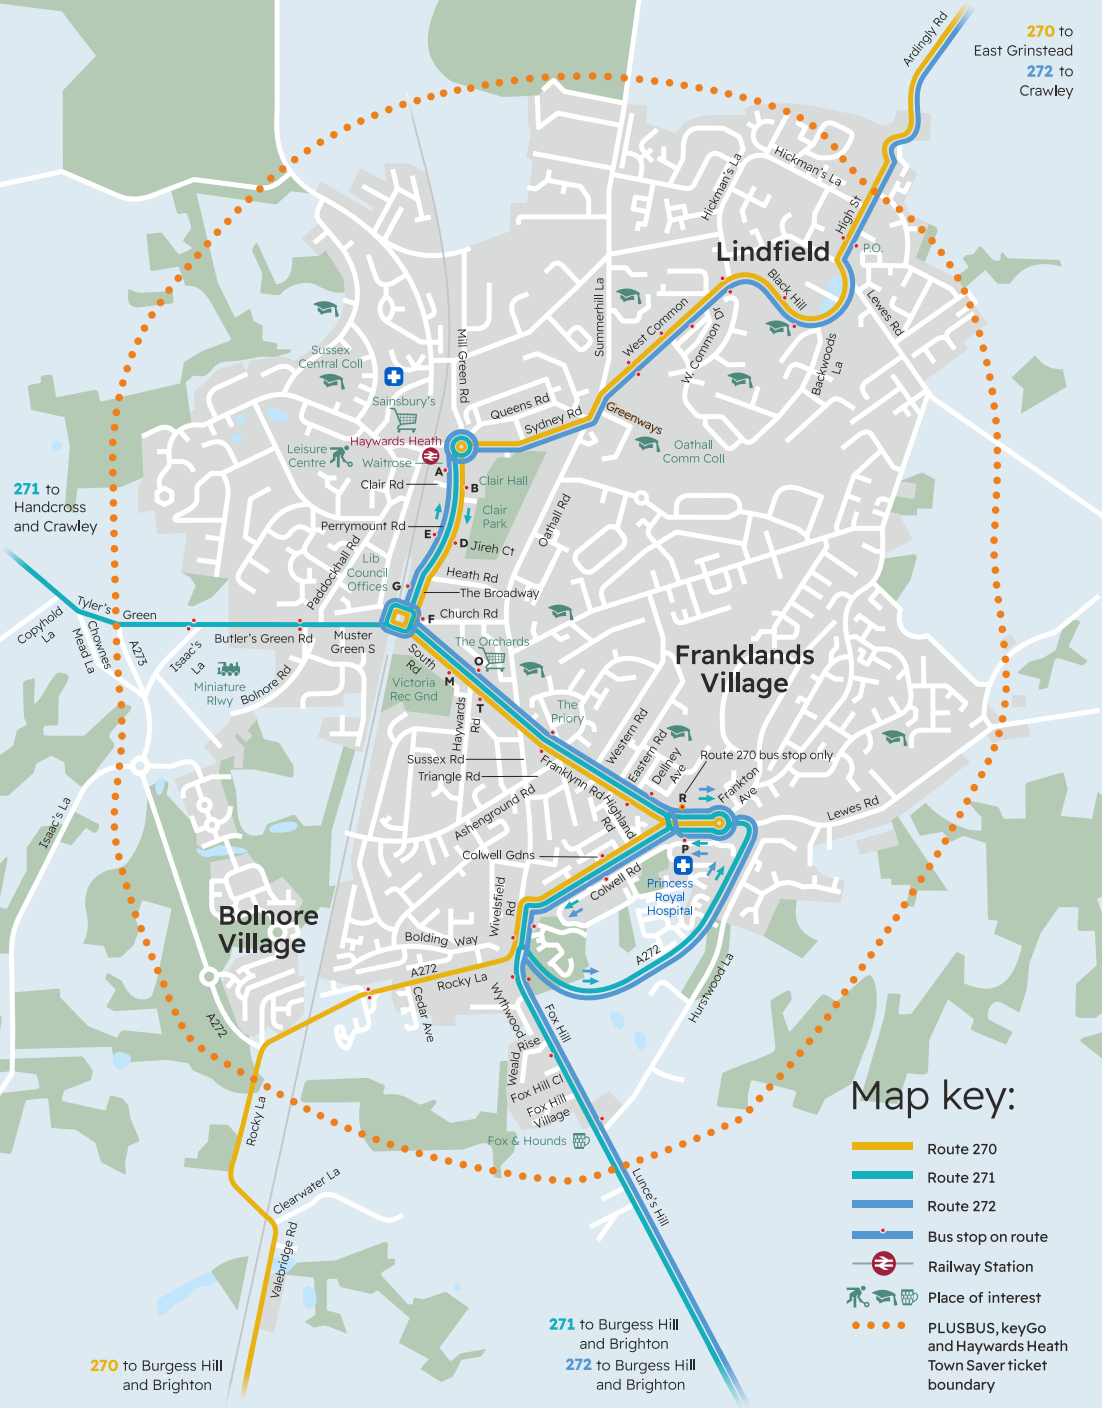 Ardingly Rd
270 to
East Grinstead
272 to
Crawley
Hickman's La
Hickman's La
High St
Lindfield
P.O.
Black Hill
Lewes Rd
Summerhill La
West Common
W. Common Dr
Backwoods
La
Sussex
Central Coll
Mill Green Rd
Sainsbury's
Queens Rd
Sydney Rd
Greenways
Oathall
Comm Coll
Haywards Heath
Leisure
Centre
Waitrose
A
Clair Rd
B
Clair Hall
271 to
Handcross
and Crawley
Clair
Park
Perrymount Rd
E
D
Jireh Ct
Oathall Rd
Paddockhall Rd
Lib
Council
Offices
G
Heath Rd
The Broadway
F
Church Rd
Copyhold
La
Tyler's
Green
Chownes
Mead La
A273
Isaac's
La
Butler's Green Rd
Muster
Green S
The Orchards
South
Rd
O
Miniature
Rlwy
Bolnore Rd
Victoria
Rec Gnd
M
T
Haywards
Rd
Franklands
Village
The
Priory
Western Rd
Eastern Rd
Dellney
Ave
Route 270 bus stop only
Sussex Rd
Triangle Rd
Franklynn Rd
R
Frankton
Ave
Lewes Rd
Isaac's La
Ashenground Rd
Highland
Rd
Colwell Gdns
P
Colwell Rd
Princess
Royal
Hospital
Bolnore
Village
Wivelsfield
Rd
Bolding Way
A272
Rocky La
Cedar Ave
A272
Hurstwood La
A272
Wythwood
Fox Hill
Weald
Rise
Fox Hill Cl
Fox Hill
Village
Fox & Hounds
Rocky La
Clearwater La
Valebridge Rd
Lunce's Hill
271 to Burgess Hill
and Brighton
272 to Burgess Hill
and Brighton
270 to Burgess Hill
and Brighton
Map key:
Route 270
Route 271
Route 272
Bus stop on route
Railway Station
Place of interest
PLUSBUS, keyGo
and Haywards Heath
Town Saver ticket
boundary